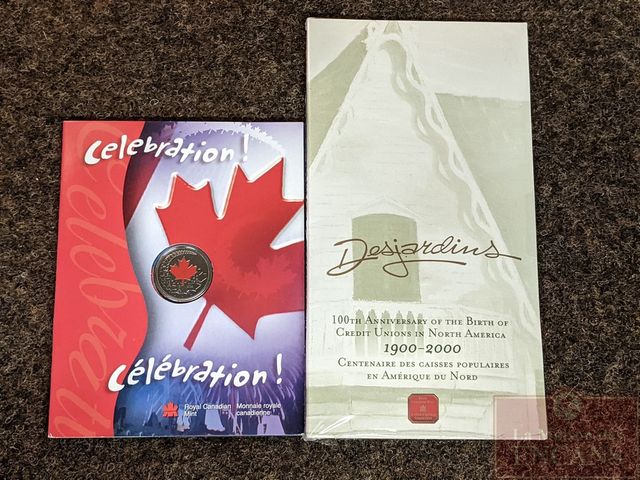 Celebration!
Celebrati
Célébration!
Royal Canadian Mint
Monnaie royale canadienne
Desjardins
100th Anniversary of the Birth of
Credit Unions in North America
1900-2000
Centenaire des caisses populaires
en Amérique du Nord